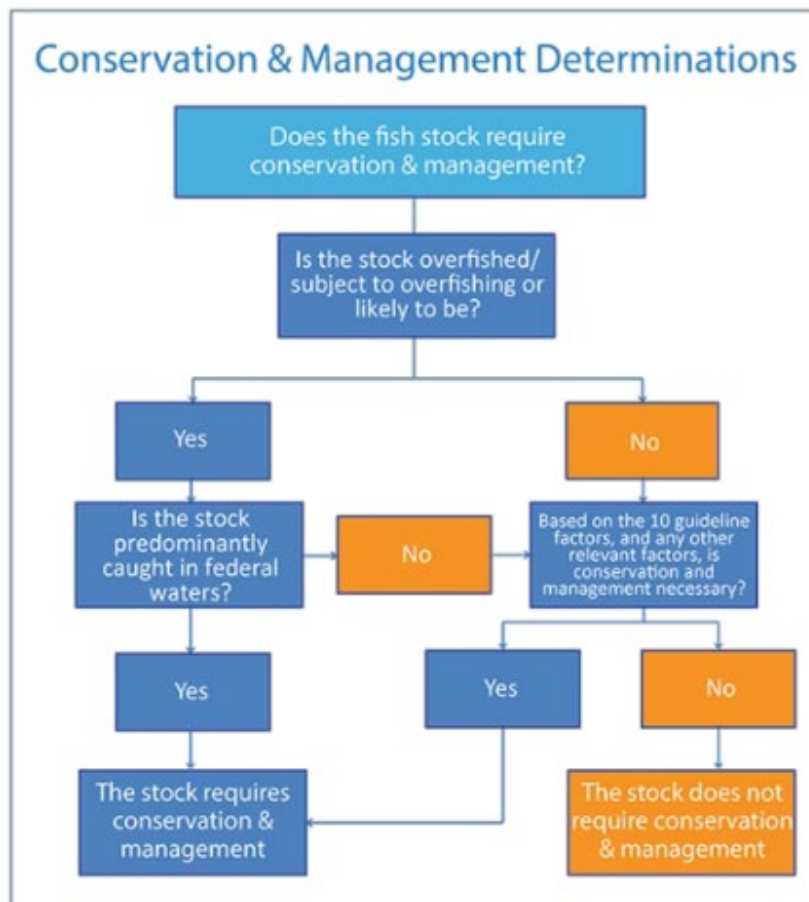 Conservation & Management Determinations
Does the fish stock require
conservation & management?
Is the stock overfished/
subject to overfishing or
likely to be?
Yes
No
Is the stock
predominantly
caught in federal
waters?
No
Based on the 10 guideline
factors, and any other
relevant factors, is
conservation and
management necessary?
Yes
Yes
No
The stock requires
conservation &
management
The stock does not
require conservation
& management